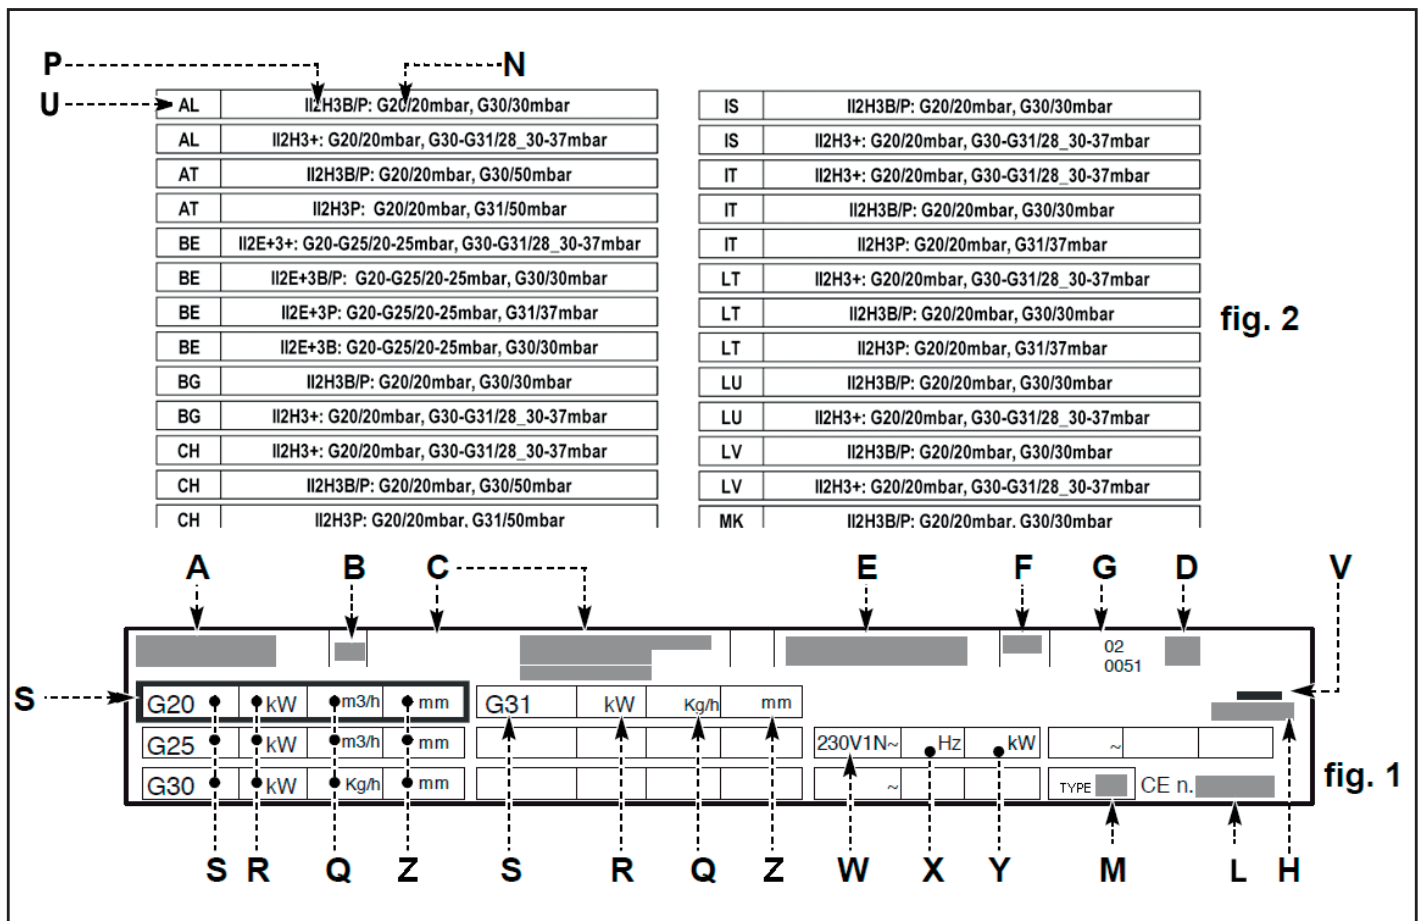 P N
U AL II2H3B/P: G20/20mbar, G30/30mbar
AL II2H3+: G20/20mbar, G30-G31/28_30-37mbar
AT II2H3B/P: G20/20mbar, G30/50mbar
AT II2H3P: G20/20mbar, G31/50mbar
BE II2E+3+: G20-G25/20-25mbar, G30-G31/28_30-37mbar
BE II2E+3B/P: G20-G25/20-25mbar, G30/30mbar
BE II2E+3P: G20-G25/20-25mbar, G31/37mbar
BE II2E+3B: G20-G25/20-25mbar, G30/30mbar
BG II2H3B/P: G20/20mbar, G30/30mbar
BG II2H3+: G20/20mbar, G30-G31/28_30-37mbar
CH II2H3+: G20/20mbar, G30-G31/28_30-37mbar
CH II2H3B/P: G20/20mbar, G30/50mbar
CH II2H3P: G20/20mbar, G31/50mbar
IS II2H3B/P: G20/20mbar, G30/30mbar
IS II2H3+: G20/20mbar, G30-G31/28_30-37mbar
IT II2H3+: G20/20mbar, G30-G31/28_30-37mbar
IT II2H3B/P: G20/20mbar, G30/30mbar
IT II2H3P: G20/20mbar, G31/37mbar
LT II2H3+: G20/20mbar, G30-G31/28_30-37mbar
LT II2H3B/P: G20/20mbar, G30/30mbar
LT II2H3P: G20/20mbar, G31/37mbar
LU II2H3B/P: G20/20mbar, G30/30mbar
LU II2H3+: G20/20mbar, G30-G31/28_30-37mbar
LV II2H3B/P: G20/20mbar, G30/30mbar
LV II2H3+: G20/20mbar, G30-G31/28_30-37mbar
MK II2H3B/P: G20/20mbar, G30/30mbar
fig. 2
A B C E F G D V
02
0051
S G20 kW m3/h mm G31 kW Kg/h mm
G25 kW m3/h mm 230V1N~ Hz kW ~
G30 kW Kg/h mm ~ TYPE CE n.
fig. 1
S R Q Z S R Q Z W X Y M L H